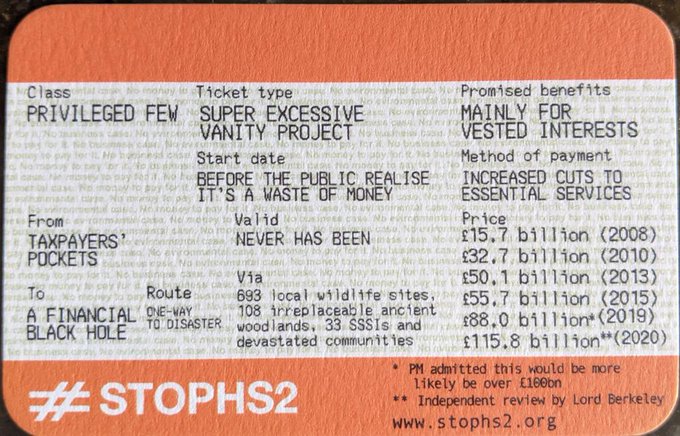 Class
PRIVILEGED FEW
Ticket type
SUPER EXCESSIVE
VANITY PROJECT
Promised benefits
MAINLY FOR
VESTED INTERESTS
Start date
BEFORE THE PUBLIC REALISE
IT'S A WASTE OF MONEY
Method of payment
INCREASED CUTS TO
ESSENTIAL SERVICES
From
TAXPAYERS'
POCKETS
Valid
NEVER HAS BEEN
Price
£15.7 billion (2008)
£32.7 billion (2010)
£50.1 billion (2013)
£55.7 billion (2015)
£88.0 billion*(2019)
£115.8 billion**(2020)
To
A FINANCIAL
BLACK HOLE
Route
ONE-WAY
TO DISASTER
Via
693 local wildlife sites,
108 irreplaceable ancient
woodlands, 33 SSSIs and
devastated communities
#STOPHS2
* PM admitted this would be more
likely be over £100bn
** Independent review by Lord Berkeley
www.stophs2.org